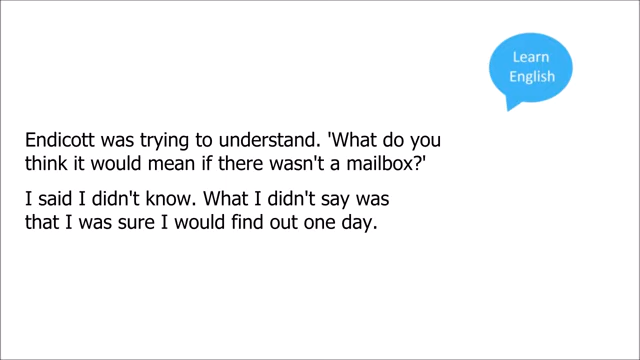 Learn
English
Endicott was trying to understand. 'What do you
think it would mean if there wasn't a mailbox?'
I said I didn't know. What I didn't say was
that I was sure I would find out one day.